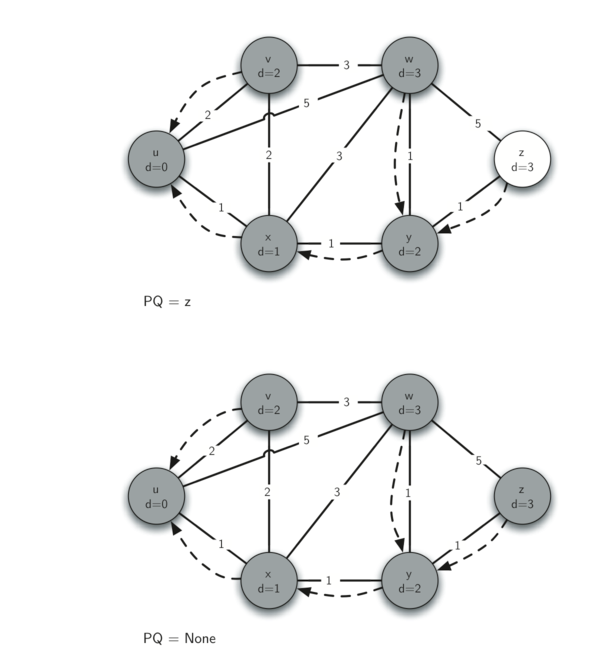 v
d=2
3
w
d=3
2
5
5
u
d=0
2
3
1
z
d=3
1
1
x
d=1
1
y
d=2
PQ = z
v
d=2
3
w
d=3
2
5
5
u
d=0
2
3
1
z
d=3
1
1
x
d=1
1
y
d=2
PQ = None